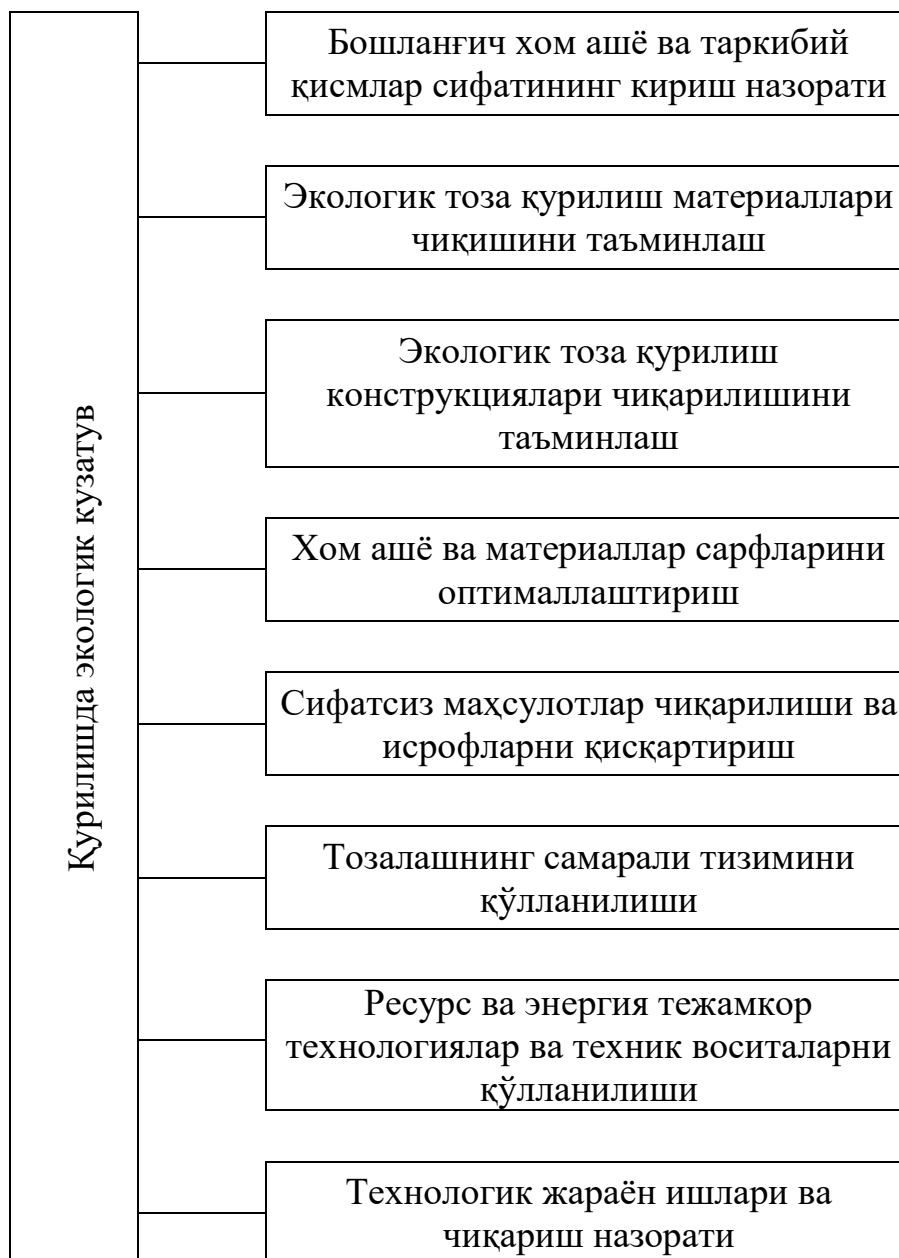 Қурилишда экологик кузатув
Бошланғич хом ашё ва таркибий
қисмлар сифатининг кириш назорати
Экологик тоза қурилиш материаллари
чиқишини таъминлаш
Экологик тоза қурилиш
конструкциялари чиқарилишини
таъминлаш
Хом ашё ва материаллар сарфларини
оптималлаштириш
Сифатсиз маҳсулотлар чиқарилиши ва
исрофларни қисқартириш
Тозалашнинг самарали тизимини
қўлланилиши
Ресурс ва энергия тежамкор
технологиялар ва техник воситаларни
қўлланилиши
Технологик жараён ишлари ва
чиқариш назорати